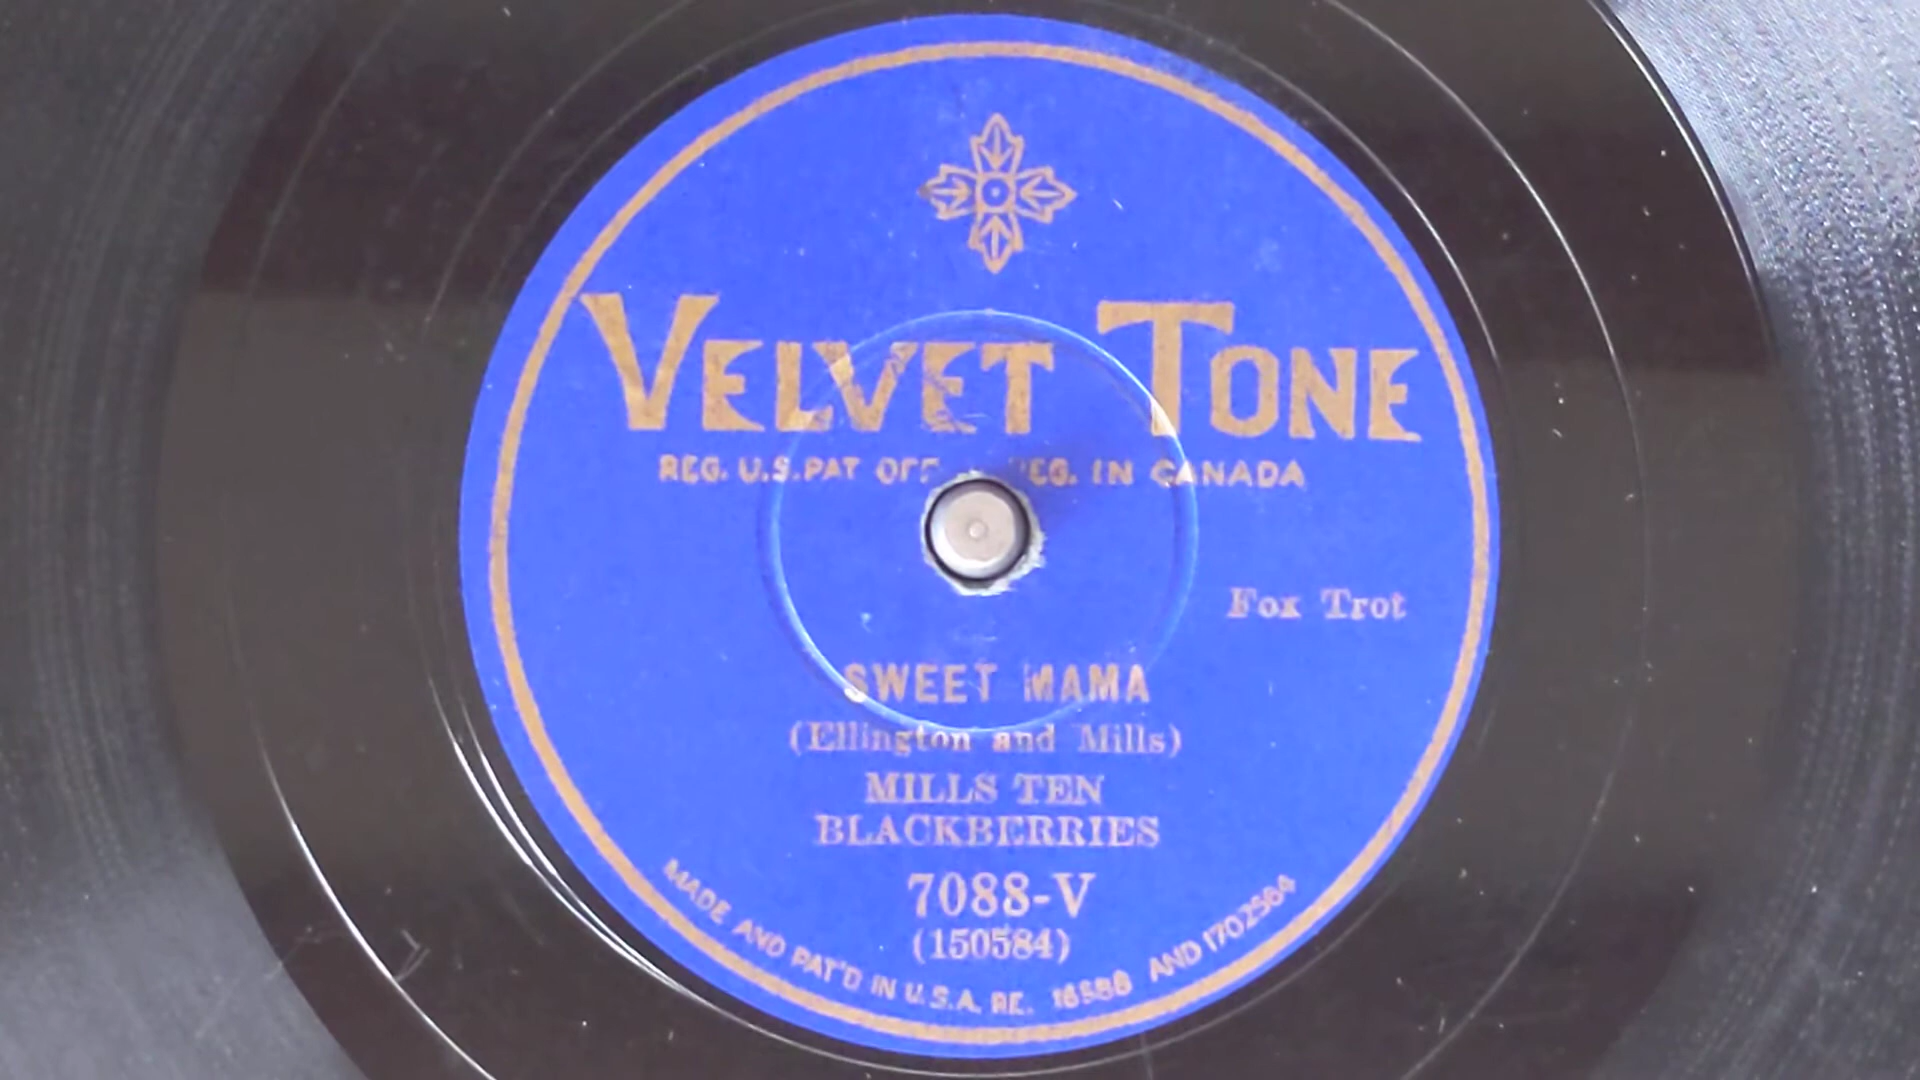 VELVET TONE
REG. U.S. PAT OFF REG. IN CANADA
Fox Trot
SWEET MAMA
(Ellington and Mills)
MILLS TEN
BLACKBERRIES
7088-V
(150584)
MADE AND PAT'D IN U.S.A. RE. 16588 AND 1702564